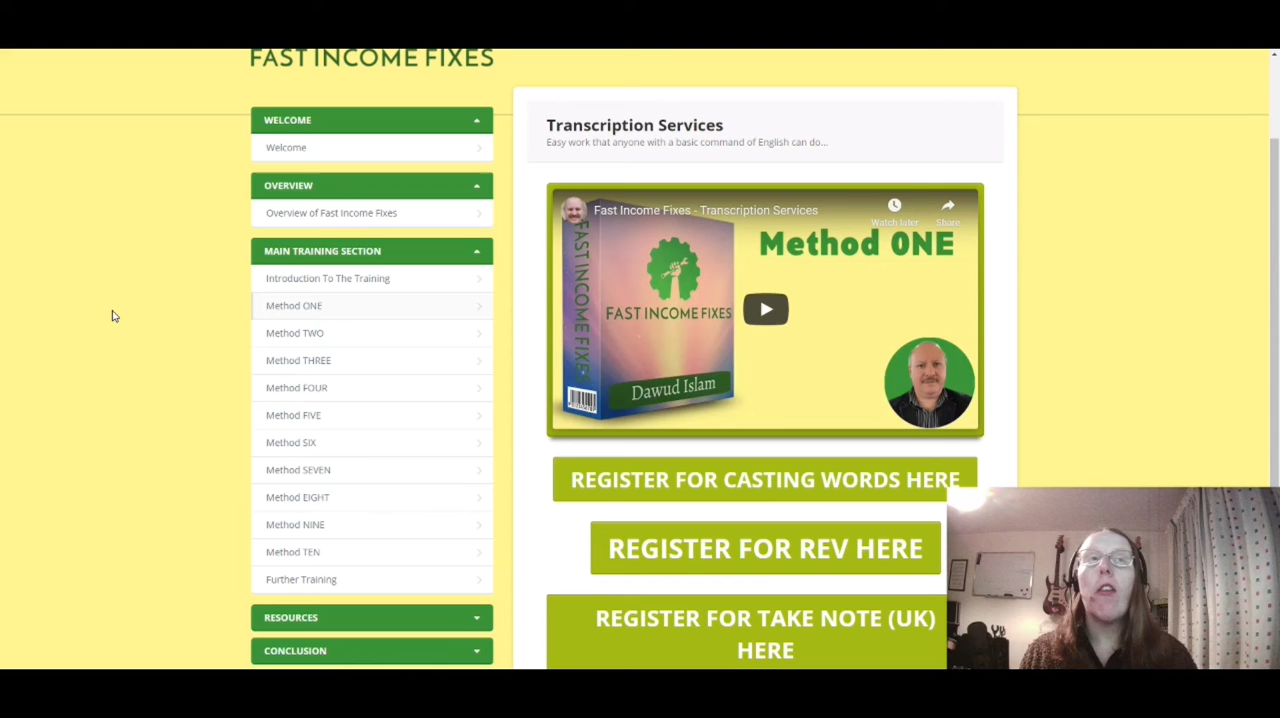 FAST INCOME FIXES
WELCOME
Welcome
OVERVIEW
Overview of Fast Income Fixes
MAIN TRAINING SECTION
Introduction To The Training
Method ONE
Method TWO
Method THREE
Method FOUR
Method FIVE
Method SIX
Method SEVEN
Method EIGHT
Method NINE
Method TEN
Further Training
RESOURCES
CONCLUSION
Transcription Services
Easy work that anyone with a basic command of English can do...
Fast Income Fixes - Transcription Services
Watch later
Share
Method ONE
FAST INCOME FIXES
FAST INCOME FIXES
Dawud Islam
REGISTER FOR CASTING WORDS HERE
REGISTER FOR REV HERE
REGISTER FOR TAKE NOTE (UK)
HERE